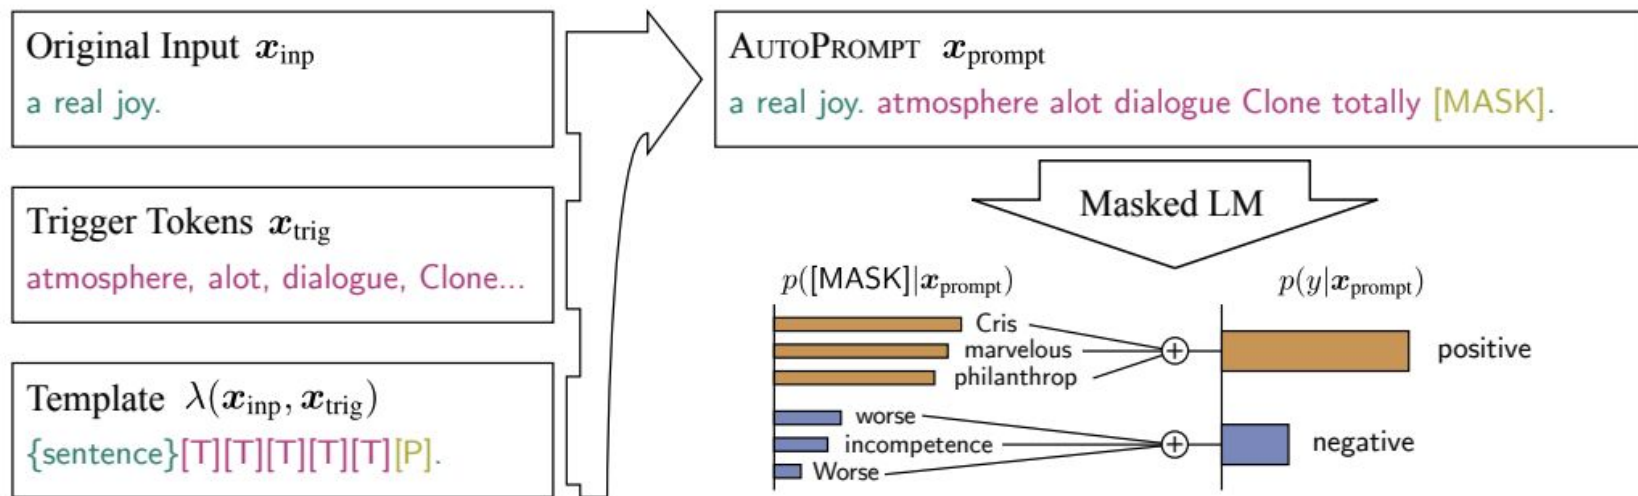 Original Input x_inp
a real joy.
Trigger Tokens x_trig
atmosphere, alot, dialogue, Clone...
Template λ(x_inp, x_trig)
{sentence}[T][T][T][T][T][P].
AUTOPROMPT x_prompt
a real joy. atmosphere alot dialogue Clone totally [MASK].
Masked LM
p([MASK]|x_prompt)
Cris
marvelous
philanthrop
worse
incompetence
Worse
p(y|x_prompt)
positive
negative